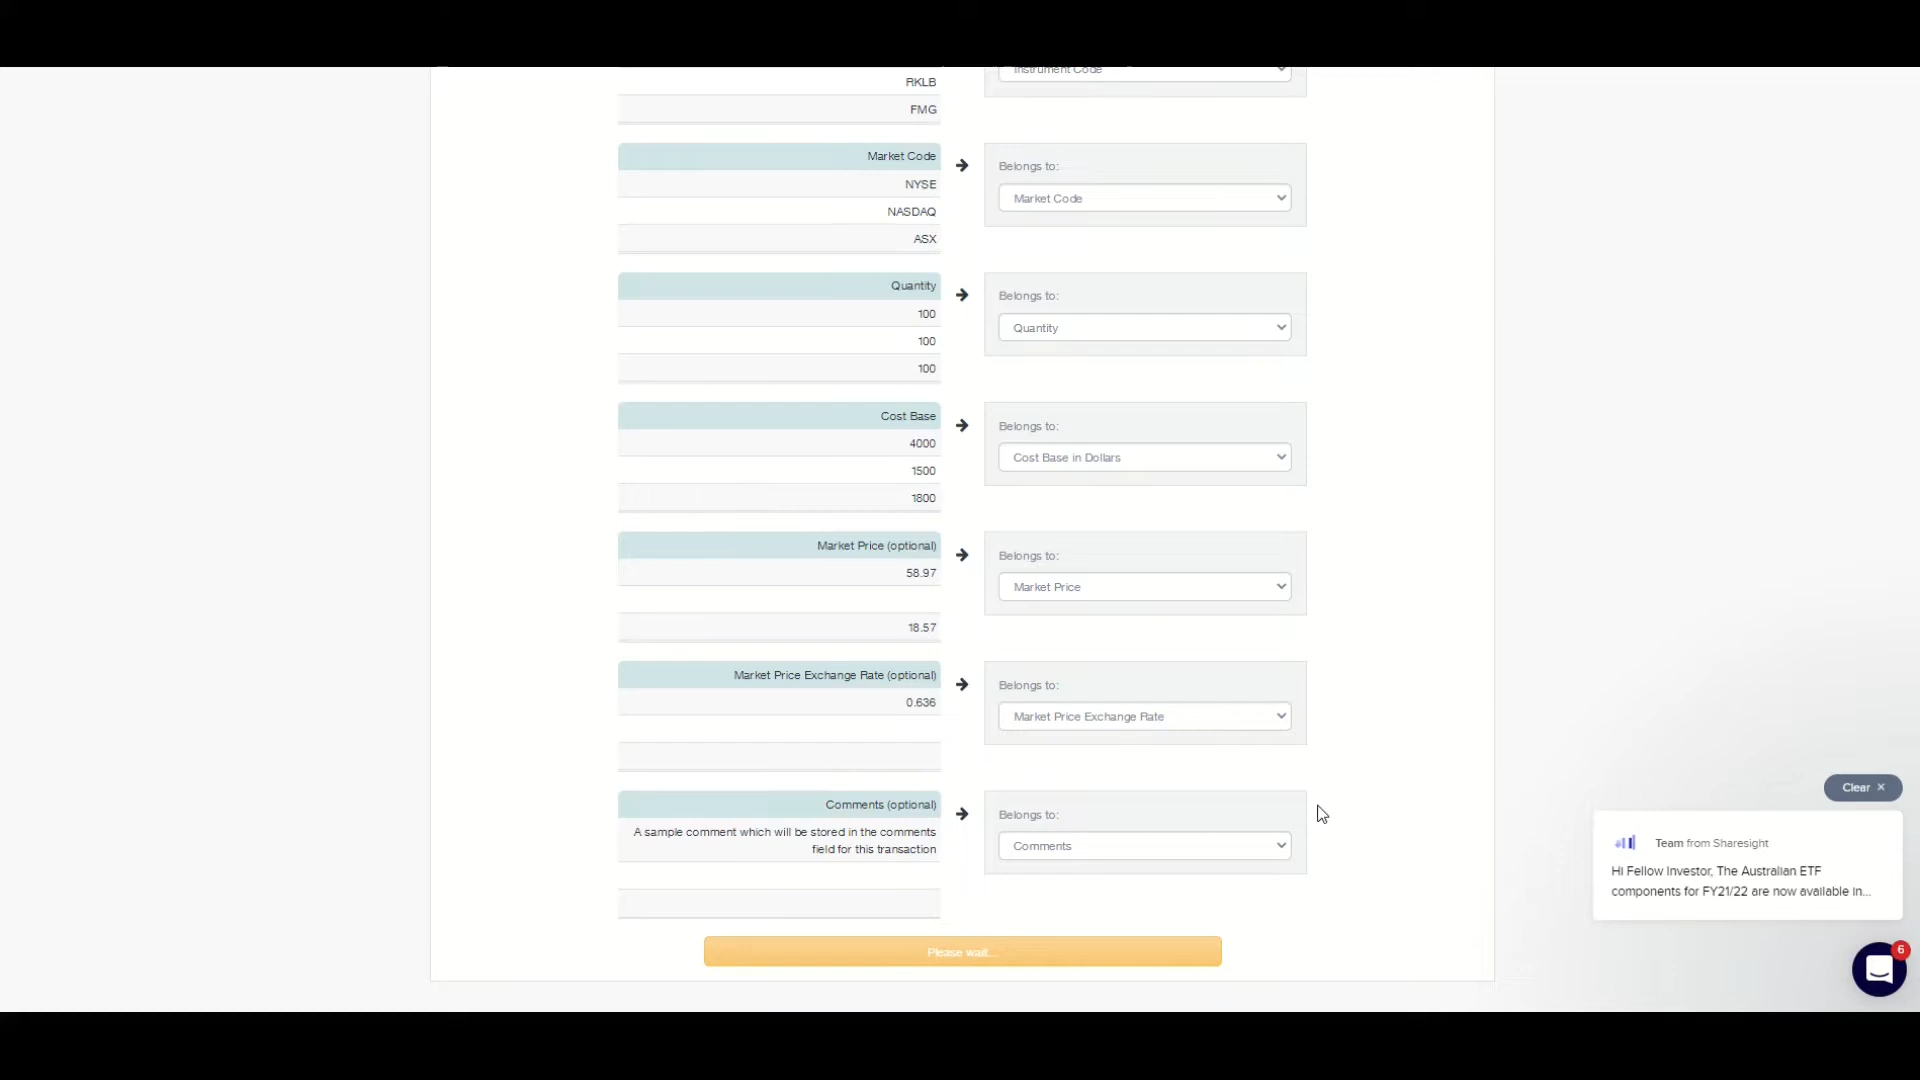 Instrument Code
RKLB
FMG
Market Code
NYSE
NASDAQ
ASX
Belongs to:
Market Code
Quantity
100
100
100
Belongs to:
Quantity
Cost Base
4000
1500
1800
Belongs to:
Cost Base in Dollars
Market Price (optional)
58.97
18.57
Belongs to:
Market Price
Market Price Exchange Rate (optional)
0.636
Belongs to:
Market Price Exchange Rate
Comments (optional)
A sample comment which will be stored in the comments
field for this transaction
Belongs to:
Comments
Please wait...
Clear ×
Team from Sharesight
Hi Fellow Investor, The Australian ETF
components for FY21/22 are now available in...
6